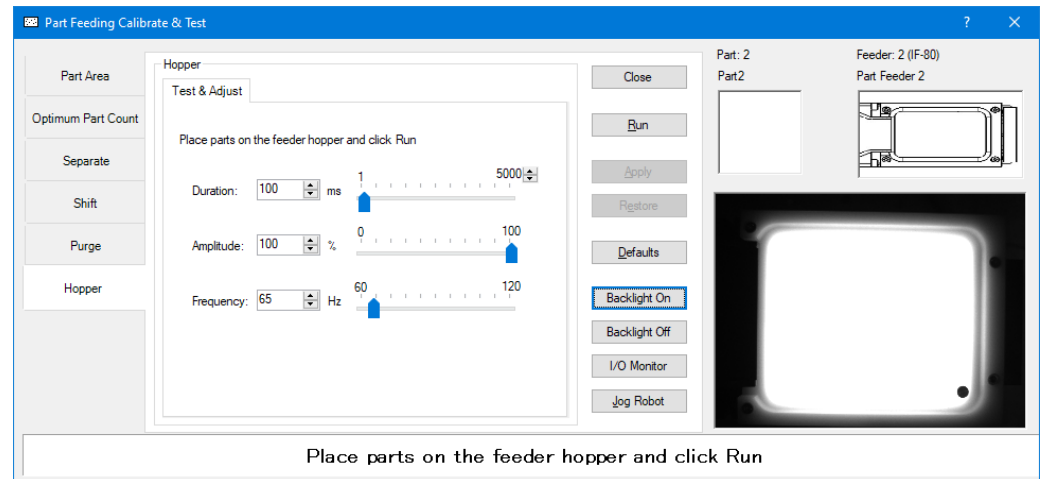 Part Feeding Calibrate & Test ? ×
Part Area
Optimum Part Count
Separate
Shift
Purge
Hopper
Hopper
Test & Adjust
Place parts on the feeder hopper and click Run
Duration: 100 ms 1 5000
Amplitude: 100 % 0 100
Frequency: 65 Hz 60 120
Close
Run
Apply
Restore
Defaults
Backlight On
Backlight Off
I/O Monitor
Jog Robot
Part: 2 Feeder: 2 (IF-80)
Part2 Part Feeder 2
Place parts on the feeder hopper and click Run